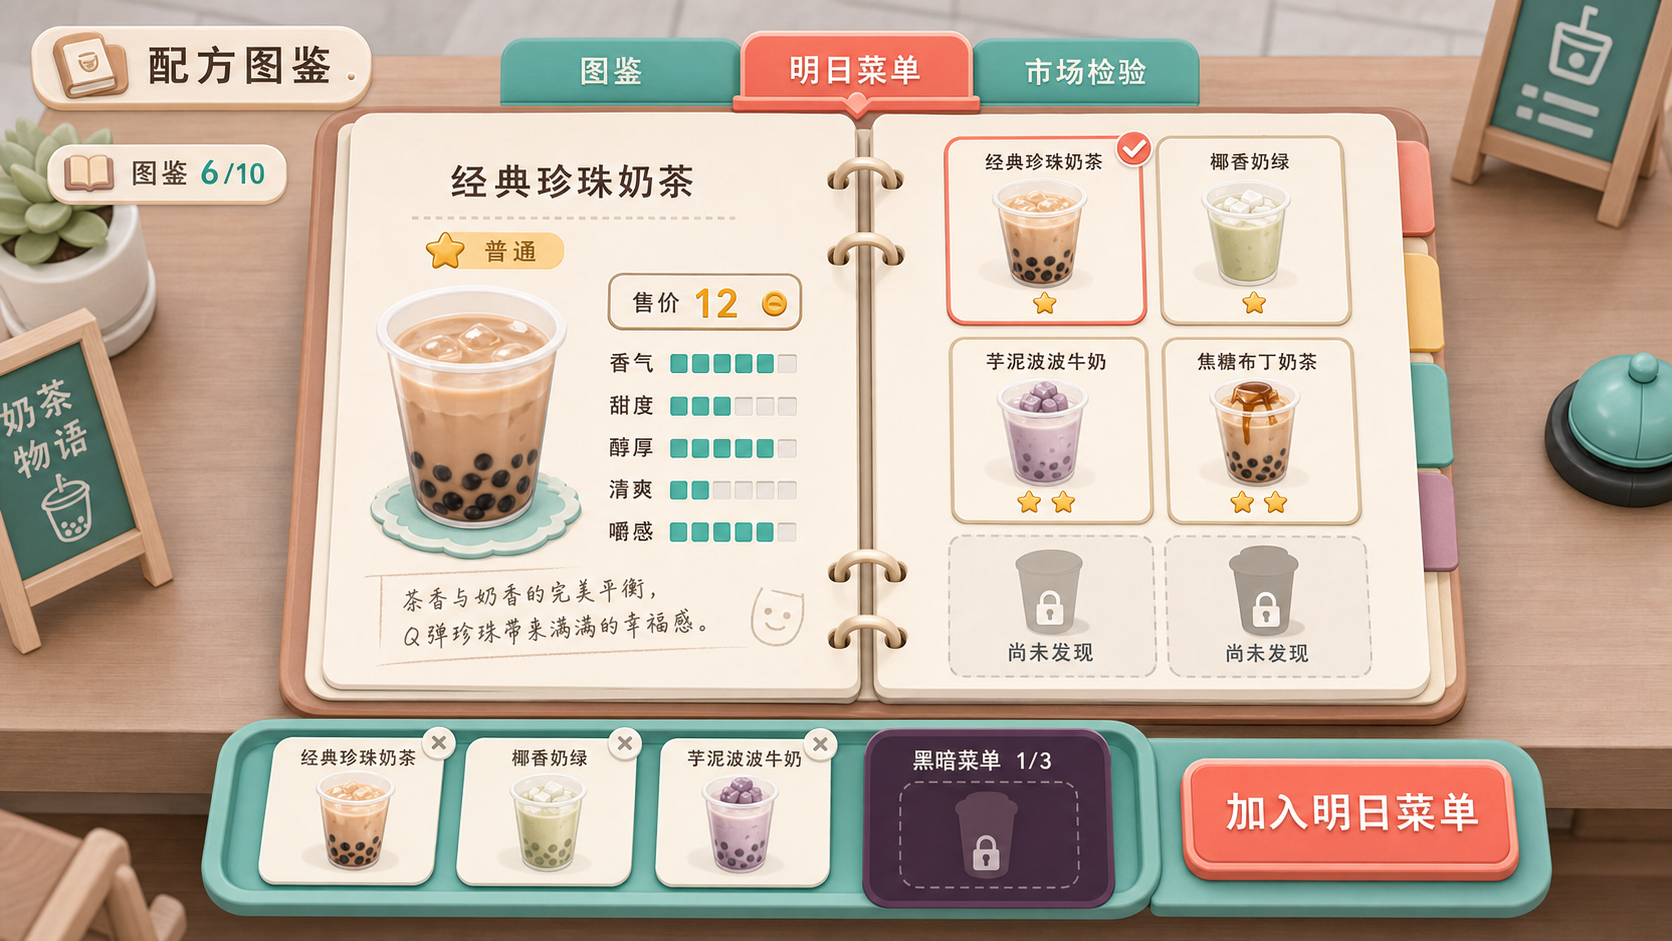 配方图鉴
图鉴 6/10
图鉴
明日菜单
市场检验
奶茶
物语
经典珍珠奶茶
普通
售价 12
香气
甜度
醇厚
清爽
嚼感
茶香与奶香的完美平衡，
Q弹珍珠带来满满的幸福感。
经典珍珠奶茶
椰香奶绿
芋泥波波牛奶
焦糖布丁奶茶
尚未发现
尚未发现
经典珍珠奶茶
椰香奶绿
芋泥波波牛奶
黑暗菜单 1/3
加入明日菜单